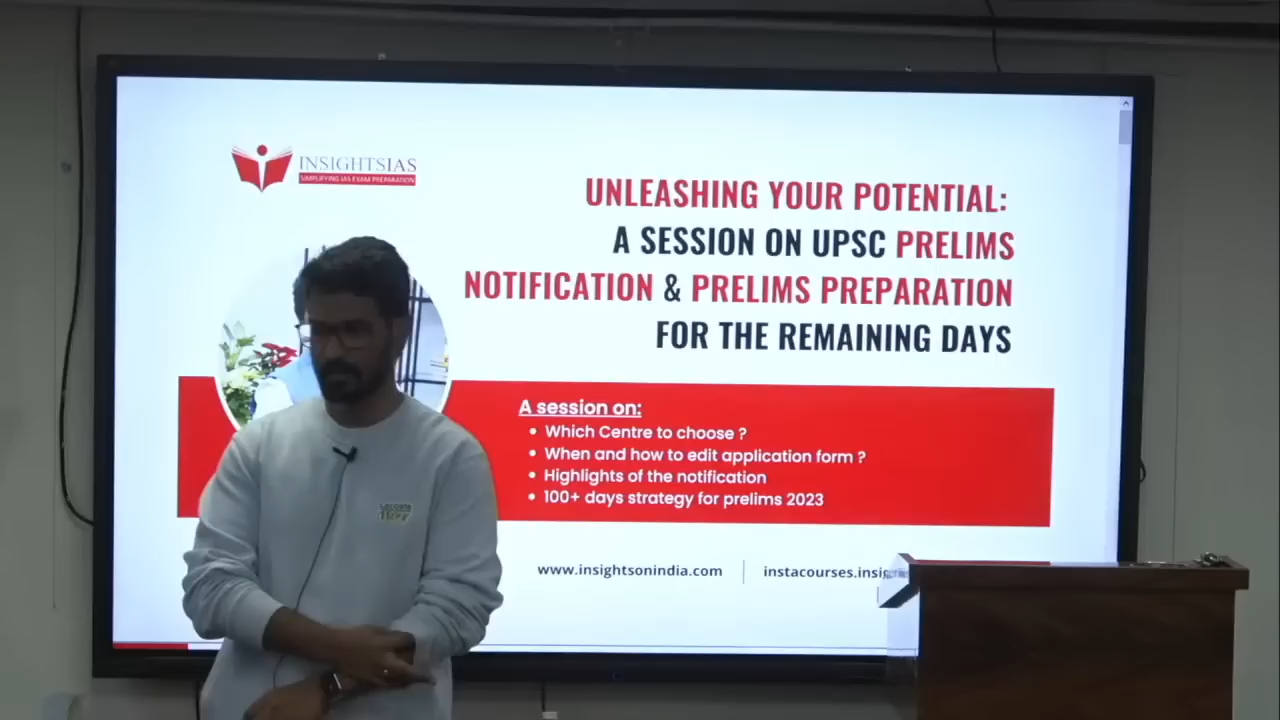 INSIGHTSIAS
SIMPLIFYING IAS EXAM PREPARATION
UNLEASHING YOUR POTENTIAL:
A SESSION ON UPSC PRELIMS
NOTIFICATION & PRELIMS PREPARATION
FOR THE REMAINING DAYS
A session on:
• Which Centre to choose ?
• When and how to edit application form ?
• Highlights of the notification
• 100+ days strategy for prelims 2023
www.insightsonindia.com